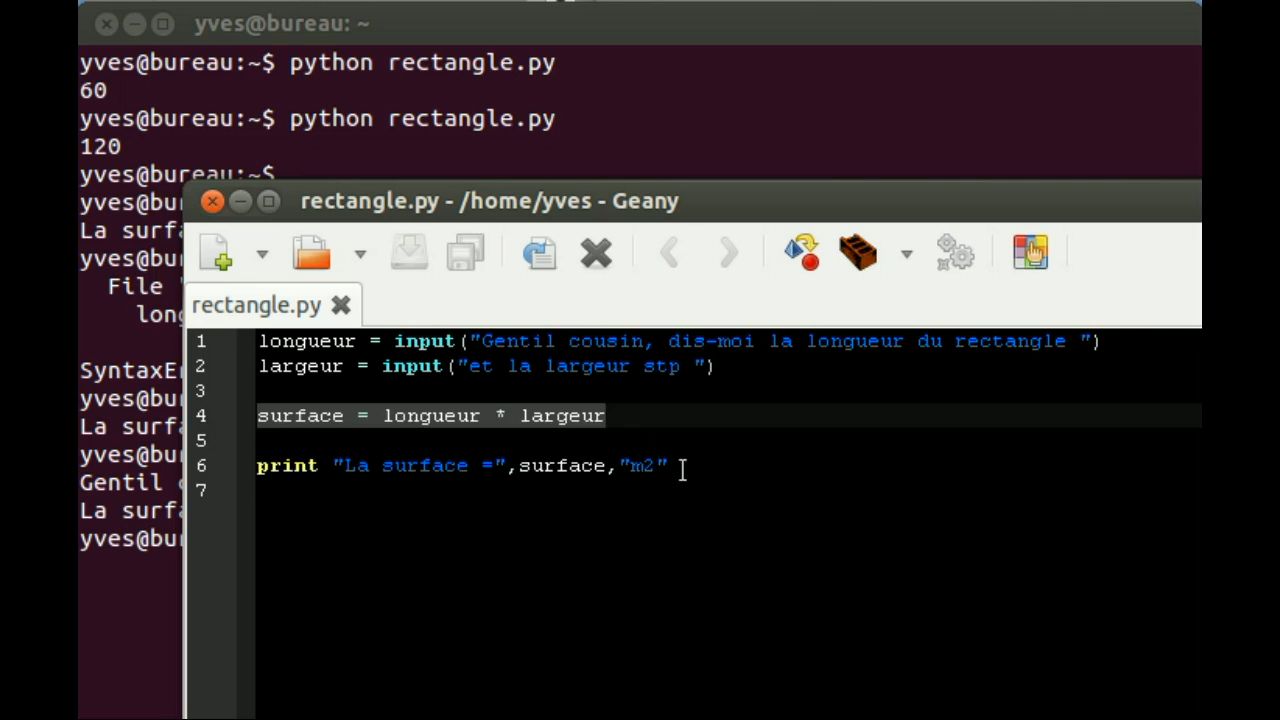 yves@bureau: ~
yves@bureau:~$ python rectangle.py
60
yves@bureau:~$ python rectangle.py
120
yves@bureau:~$
yves@bu
La surfa
yves@bu
File
long
SyntaxE
yves@bu
La surfa
yves@bu
Gentil
La surfa
yves@bu
rectangle.py - /home/yves - Geany
rectangle.py
1 longueur = input("Gentil cousin, dis-moi la longueur du rectangle ")
2 largeur = input("et la largeur stp ")
3
4 surface = longueur * largeur
5
6 print "La surface =",surface,"m2"
7